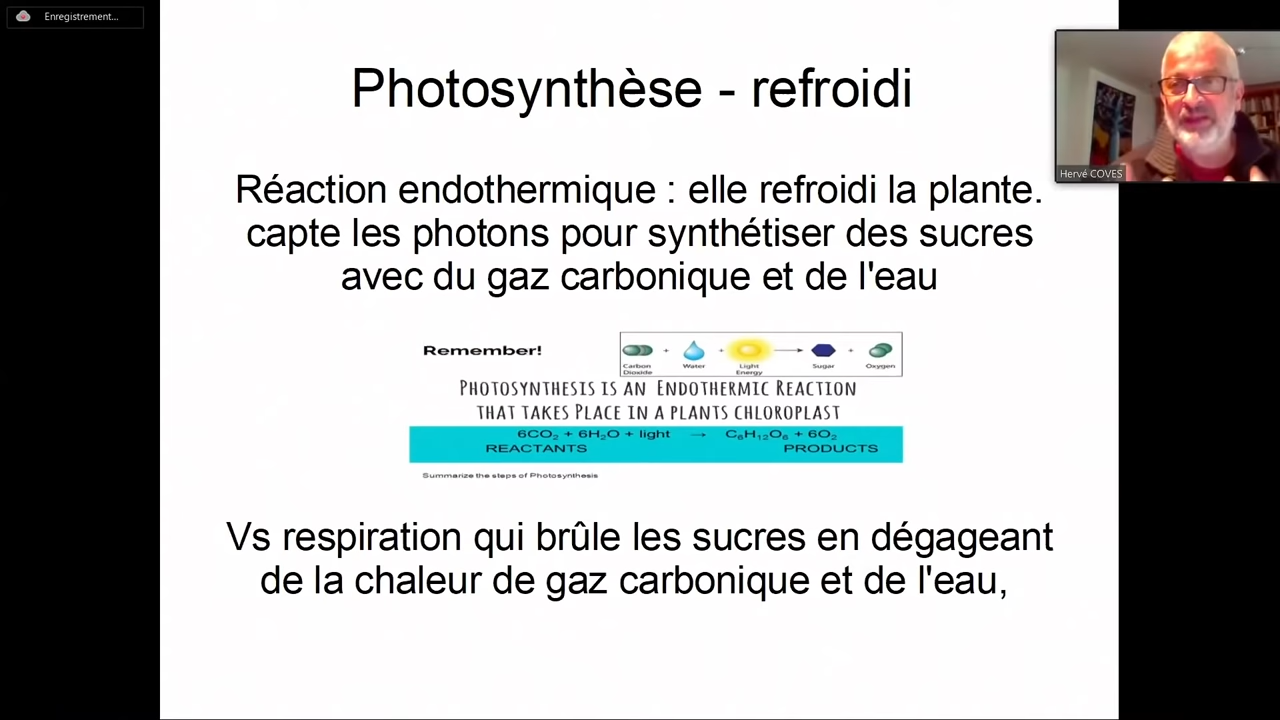 Enregistrement...
Photosynthèse - refroidi
Hervé COVES
Réaction endothermique : elle refroidi la plante.
capte les photons pour synthétiser des sucres
avec du gaz carbonique et de l'eau
Remember!
Carbon Dioxide + Water + Light Energy → Sugar + Oxygen
PHOTOSYNTHESIS IS AN ENDOTHERMIC REACTION
THAT TAKES PLACE IN A PLANTS CHLOROPLAST
6CO₂ + 6H₂O + light → C₆H₁₂O₆ + 6O₂
REACTANTS PRODUCTS
Summarize the steps of Photosynthesis
Vs respiration qui brûle les sucres en dégageant
de la chaleur de gaz carbonique et de l'eau,